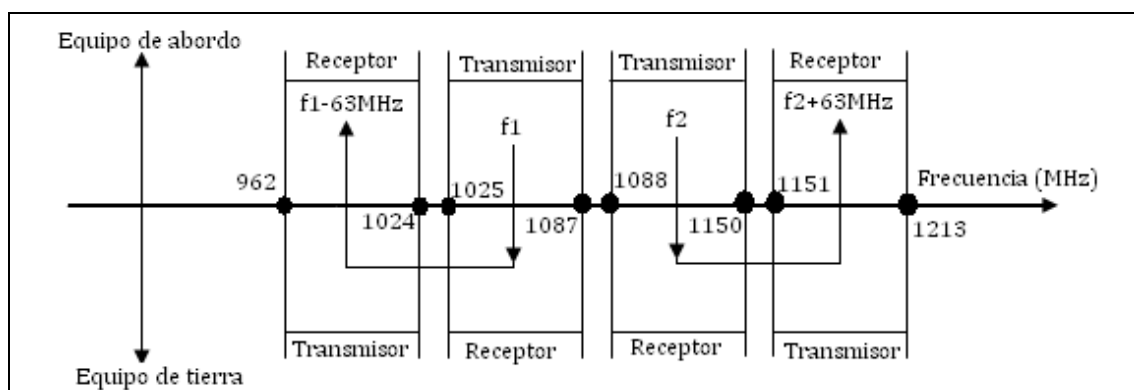 Equipo de abordo
Receptor
Transmisor
Transmisor
Receptor
f1-63MHz
f1
f2
f2+63MHz
962
1025
1088
1151
Frecuencia (MHz)
1024
1087
1150
1213
Transmisor
Receptor
Receptor
Transmisor
Equipo de tierra